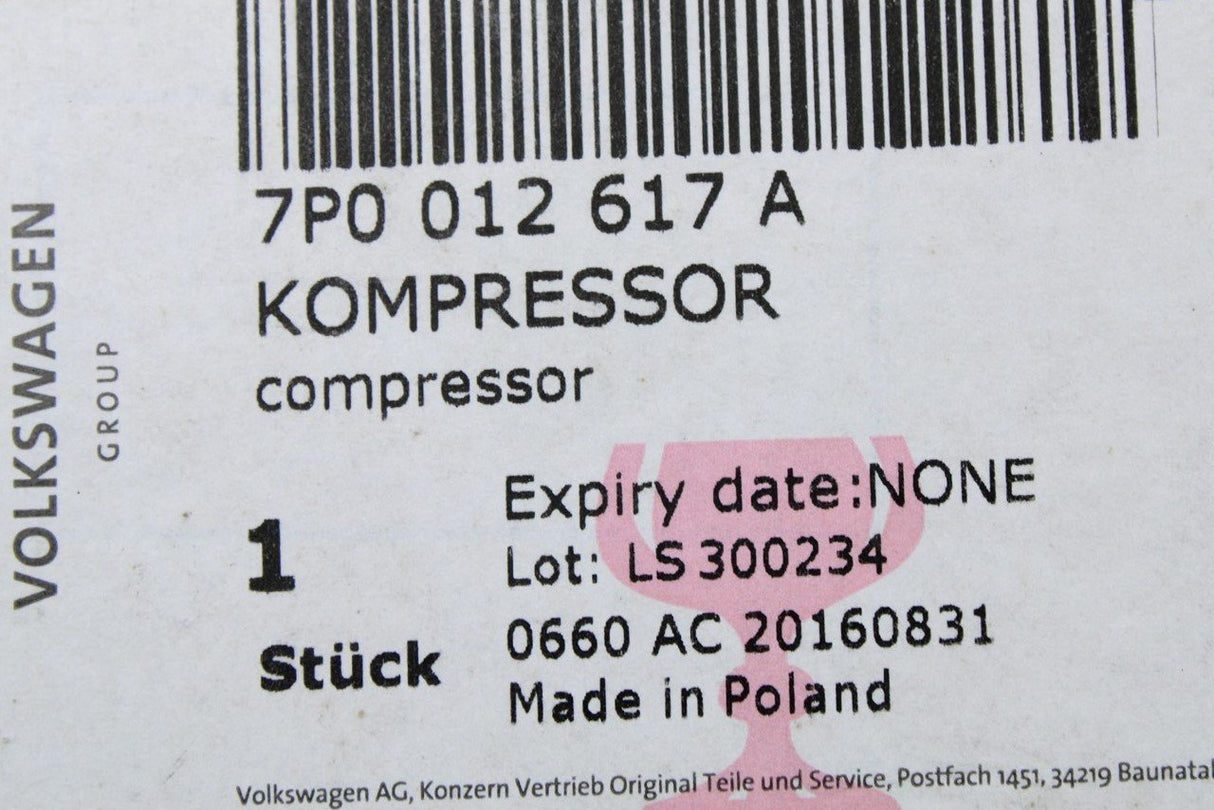 VOLKSWAGEN
GROUP
7P0 012 617 A
KOMPRESSOR
compressor
1
Stück
Expiry date:NONE
Lot: LS 300234
0660 AC 20160831
Made in Poland
Volkswagen AG, Konzern Vertrieb Original Teile und Service, Postfach 1451, 34219 Baunatal